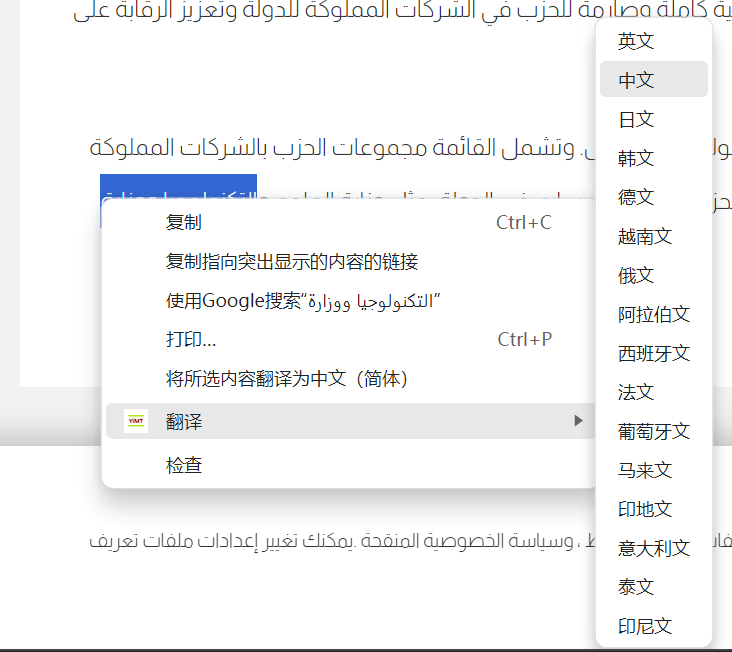 ية كاملة وصارمة للحزب في الشركات المملوكة للدولة وتعزيز الرقابة على
وتشمل القائمة مجموعات الحزب بالشركات المملوكة
复制 Ctrl+C
复制指向突出显示的内容的链接
使用Google搜索“التكنولوجيا ووزارة”
打印... Ctrl+P
将所选内容翻译为中文（简体）
YiMT 翻译
检查
英文
中文
日文
韩文
德文
越南文
俄文
阿拉伯文
西班牙文
法文
葡萄牙文
马来文
印地文
意大利文
泰文
印尼文
، وسياسة الخصوصية المنقحة .يمكنك تغيير إعدادات ملفات تعريف